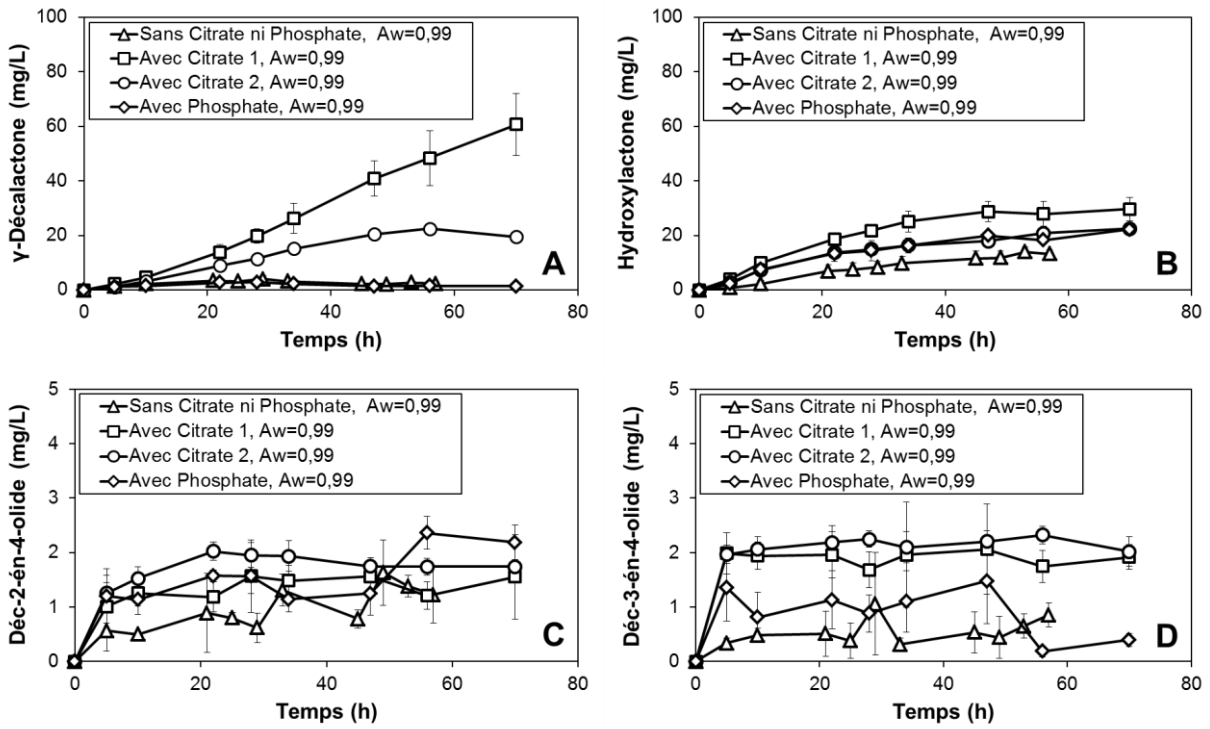 γ-Décalactone (mg/L)
100
80
60
40
20
0
Sans Citrate ni Phosphate, Aw=0,99
Avec Citrate 1, Aw=0,99
Avec Citrate 2, Aw=0,99
Avec Phosphate, Aw=0,99
A
0 20 40 60 80
Temps (h)
Hydroxylactone (mg/L)
100
80
60
40
20
0
Sans Citrate ni Phosphate, Aw=0,99
Avec Citrate 1, Aw=0,99
Avec Citrate 2, Aw=0,99
Avec Phosphate, Aw=0,99
B
0 20 40 60 80
Temps (h)
Déc-2-én-4-olide (mg/L)
5
4
3
2
1
0
Sans Citrate ni Phosphate, Aw=0,99
Avec Citrate 1, Aw=0,99
Avec Citrate 2, Aw=0,99
Avec Phosphate, Aw=0,99
C
0 20 40 60 80
Temps (h)
Déc-3-én-4-olide (mg/L)
5
4
3
2
1
0
Sans Citrate ni Phosphate, Aw=0,99
Avec Citrate 1, Aw=0,99
Avec Citrate 2, Aw=0,99
Avec Phosphate, Aw=0,99
D
0 20 40 60 80
Temps (h)